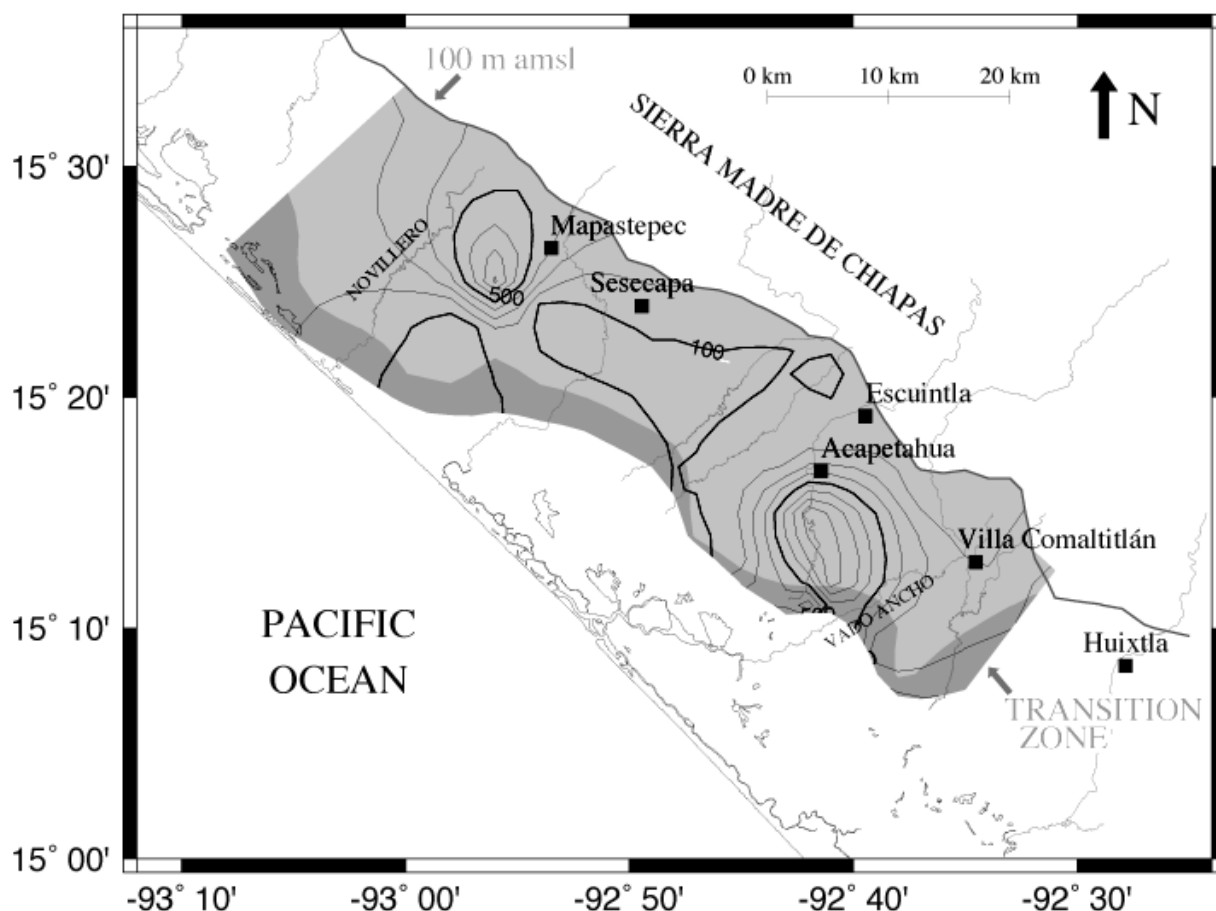 100 m amsl
0 km 10 km 20 km
N
SIERRA MADRE DE CHIAPAS
15° 30'
Mapastepec
NOVILLERO
Sesecapa
500
100
15° 20'
Escuintla
Acapetahua
Villa Comaltitlán
500
VADO ANCHO
15° 10'
PACIFIC
OCEAN
Huixtla
TRANSITION
ZONE
15° 00'
-93° 10' -93° 00' -92° 50' -92° 40' -92° 30'